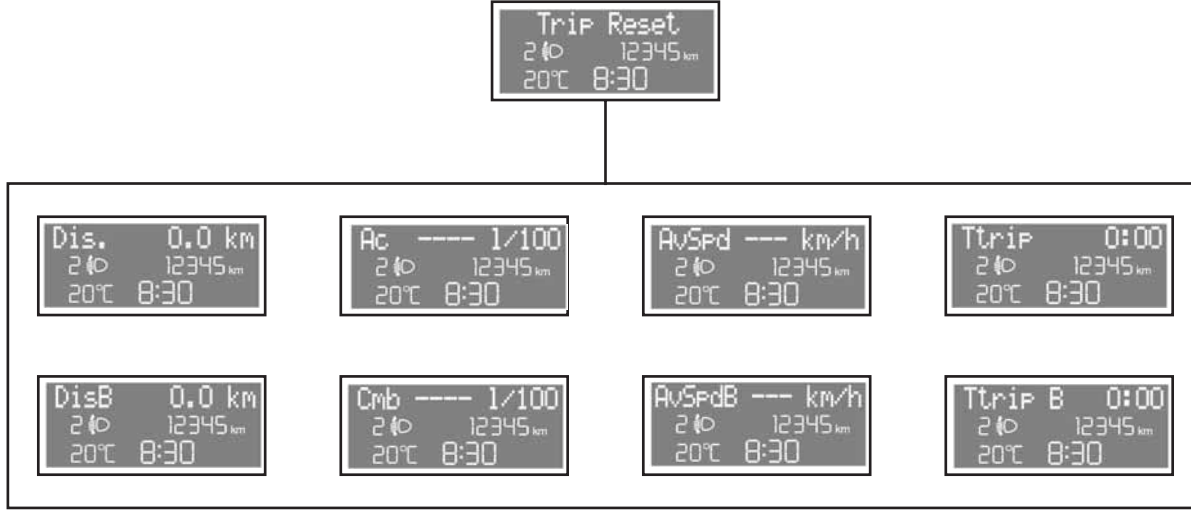 Trip Reset
2 12345 km
20°C 8:30
Dis. 0.0 km
2 12345 km
20°C 8:30
Ac ---- l/100
2 12345 km
20°C 8:30
AvSpd --- km/h
2 12345 km
20°C 8:30
Ttrip 0:00
2 12345 km
20°C 8:30
DisB 0.0 km
2 12345 km
20°C 8:30
Cmb ---- l/100
2 12345 km
20°C 8:30
AvSpdB --- km/h
2 12345 km
20°C 8:30
Ttrip B 0:00
2 12345 km
20°C 8:30